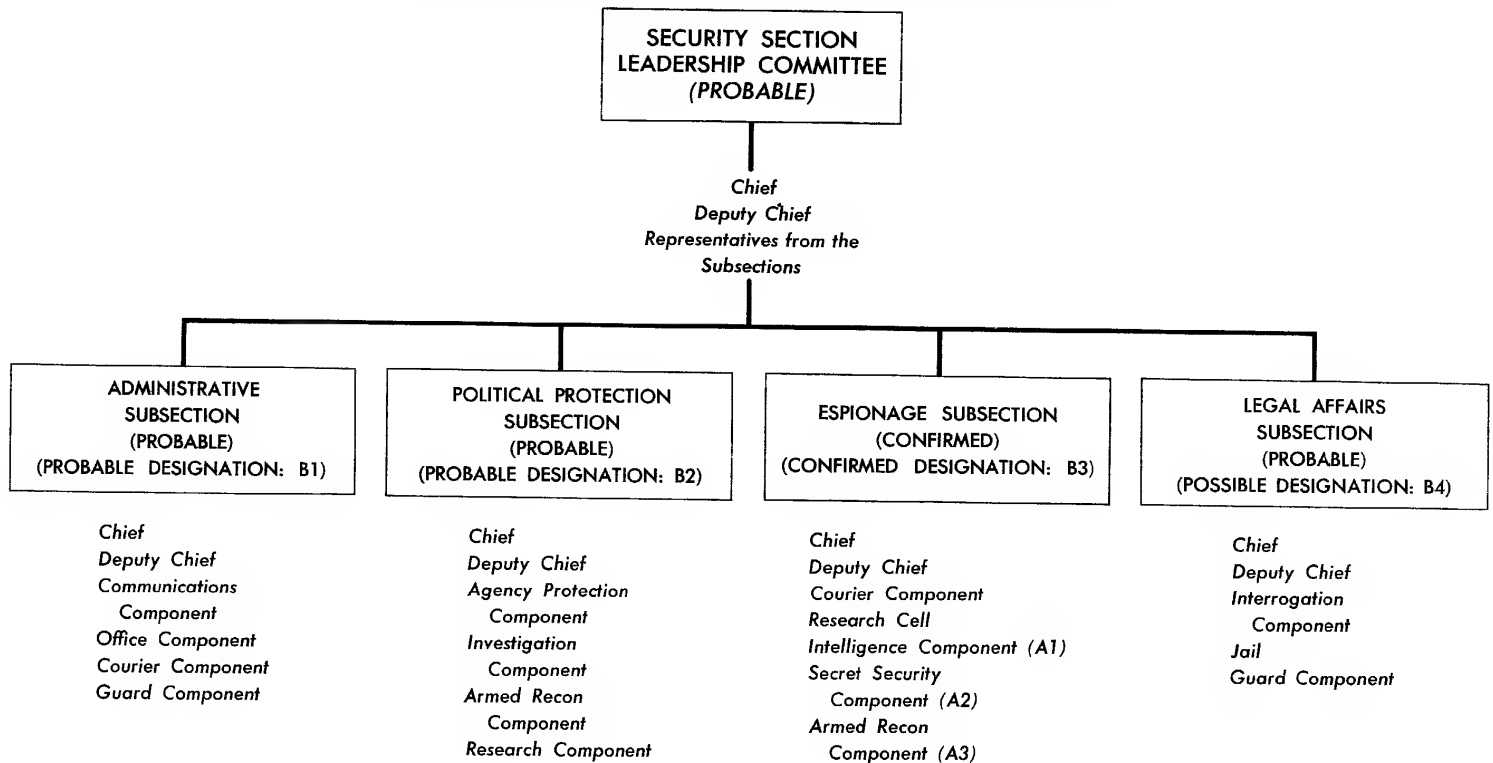 SECURITY SECTION
LEADERSHIP COMMITTEE
(PROBABLE)
Chief
Deputy Chief
Representatives from the
Subsections
ADMINISTRATIVE
SUBSECTION
(PROBABLE)
(PROBABLE DESIGNATION: B1)
Chief
Deputy Chief
Communications
Component
Office Component
Courier Component
Guard Component
POLITICAL PROTECTION
SUBSECTION
(PROBABLE)
(PROBABLE DESIGNATION: B2)
Chief
Deputy Chief
Agency Protection
Component
Investigation
Component
Armed Recon
Component
Research Component
ESPIONAGE SUBSECTION
(CONFIRMED)
(CONFIRMED DESIGNATION: B3)
Chief
Deputy Chief
Courier Component
Research Cell
Intelligence Component (A1)
Secret Security
Component (A2)
Armed Recon
Component (A3)
LEGAL AFFAIRS
SUBSECTION
(PROBABLE)
(POSSIBLE DESIGNATION: B4)
Chief
Deputy Chief
Interrogation
Component
Jail
Guard Component